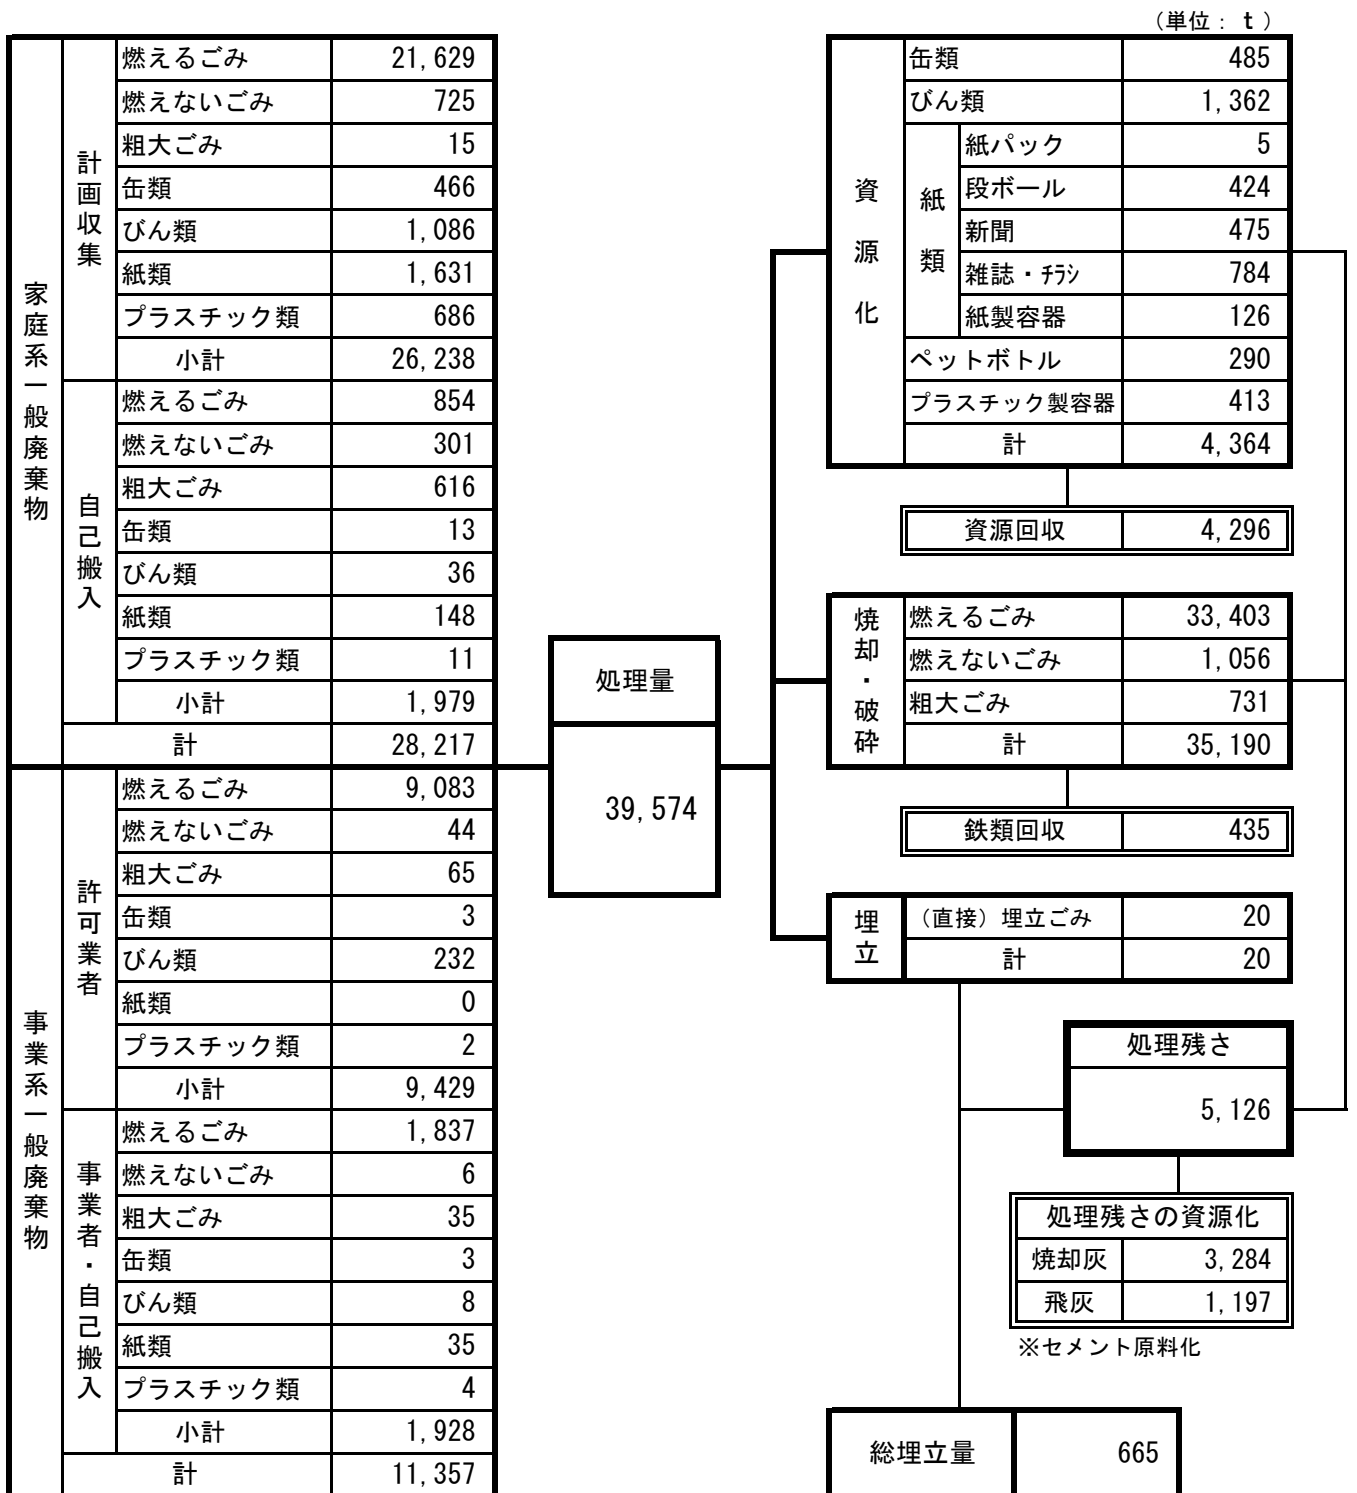 （単位： ｔ）
家庭系一般廃棄物
計画収集
燃えるごみ 21,629
燃えないごみ 725
粗大ごみ 15
缶類 466
びん類 1,086
紙類 1,631
プラスチック類 686
小計 26,238
自己搬入
燃えるごみ 854
燃えないごみ 301
粗大ごみ 616
缶類 13
びん類 36
紙類 148
プラスチック類 11
小計 1,979
計 28,217
事業系一般廃棄物
許可業者
燃えるごみ 9,083
燃えないごみ 44
粗大ごみ 65
缶類 3
びん類 232
紙類 0
プラスチック類 2
小計 9,429
事業者・自己搬入
燃えるごみ 1,837
燃えないごみ 6
粗大ごみ 35
缶類 3
びん類 8
紙類 35
プラスチック類 4
小計 1,928
計 11,357
処理量
39,574
資源化
缶類 485
びん類 1,362
紙類
紙パック 5
段ボール 424
新聞 475
雑誌・ﾁﾗｼ 784
紙製容器 126
ペットボトル 290
プラスチック製容器 413
計 4,364
資源回収 4,296
焼却・破砕
燃えるごみ 33,403
燃えないごみ 1,056
粗大ごみ 731
計 35,190
鉄類回収 435
埋立
（直接）埋立ごみ 20
計 20
処理残さ
5,126
処理残さの資源化
焼却灰 3,284
飛灰 1,197
※セメント原料化
総埋立量 665